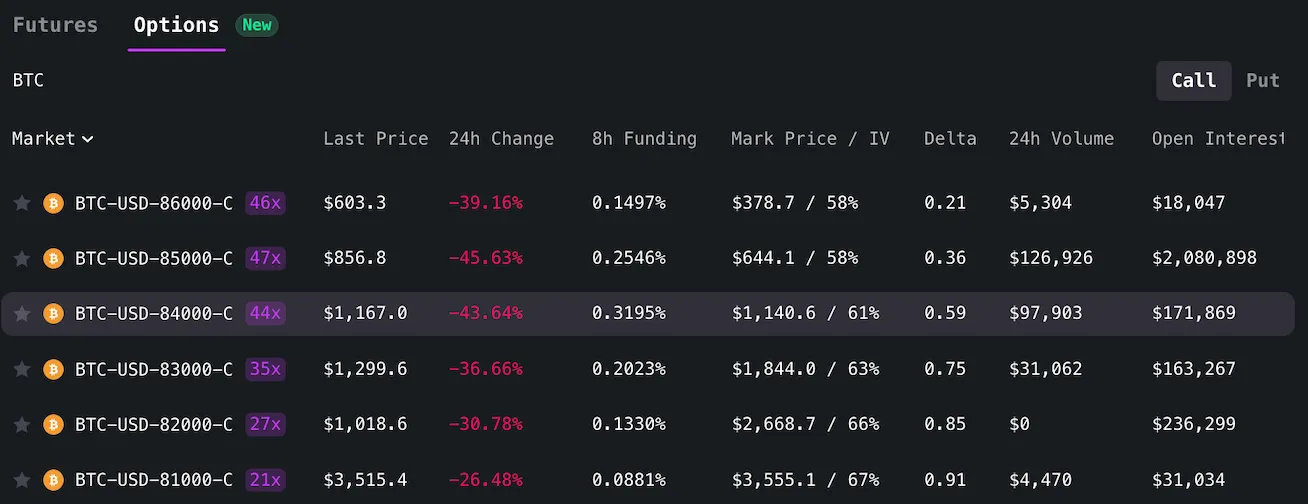 Futures Options New
BTC Call Put
Market Last Price 24h Change 8h Funding Mark Price / IV Delta 24h Volume Open Interest
BTC-USD-86000-C 46x $603.3 -39.16% 0.1497% $378.7 / 58% 0.21 $5,304 $18,047
BTC-USD-85000-C 47x $856.8 -45.63% 0.2546% $644.1 / 58% 0.36 $126,926 $2,080,898
BTC-USD-84000-C 44x $1,167.0 -43.64% 0.3195% $1,140.6 / 61% 0.59 $97,903 $171,869
BTC-USD-83000-C 35x $1,299.6 -36.66% 0.2023% $1,844.0 / 63% 0.75 $31,062 $163,267
BTC-USD-82000-C 27x $1,018.6 -30.78% 0.1330% $2,668.7 / 66% 0.85 $0 $236,299
BTC-USD-81000-C 21x $3,515.4 -26.48% 0.0881% $3,555.1 / 67% 0.91 $4,470 $31,034